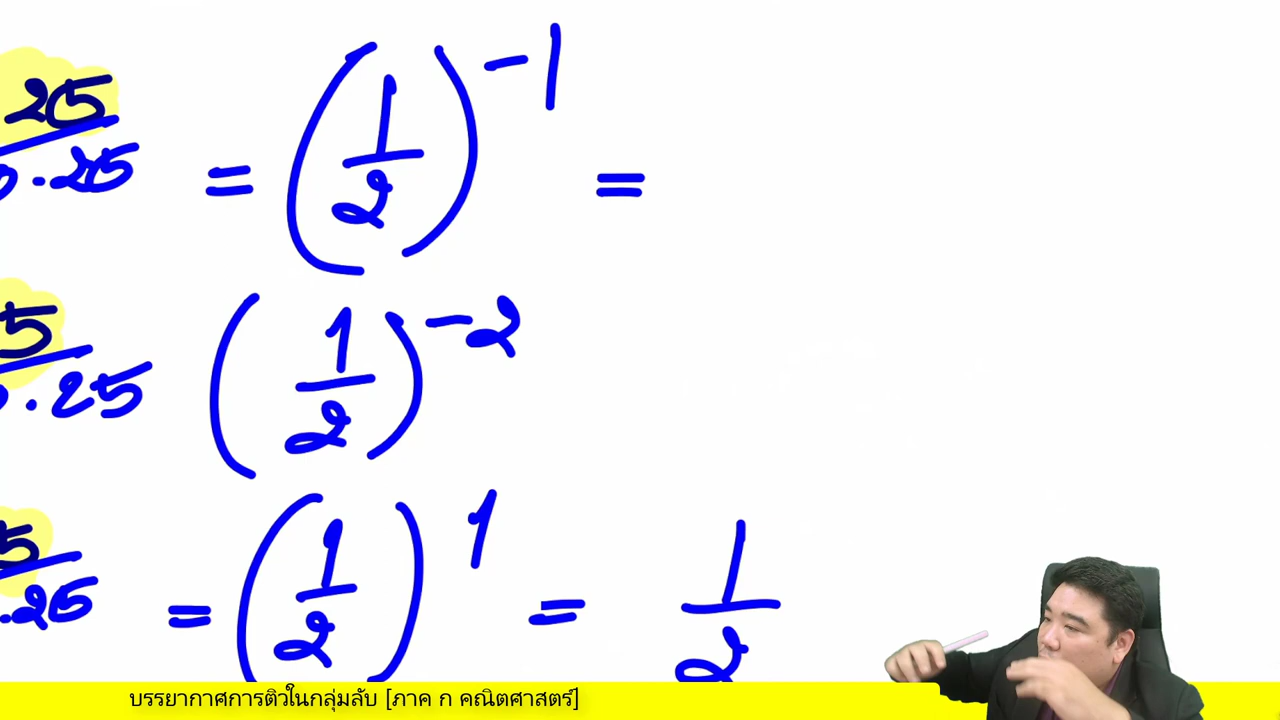 25
.25 = (1/2)^-1 =
5
.25 (1/2)^-2
5
.25 = (1/2)^1 = 1/2
บรรยากาศการติวในกลุ่มลับ [ภาค ก คณิตศาสตร์]